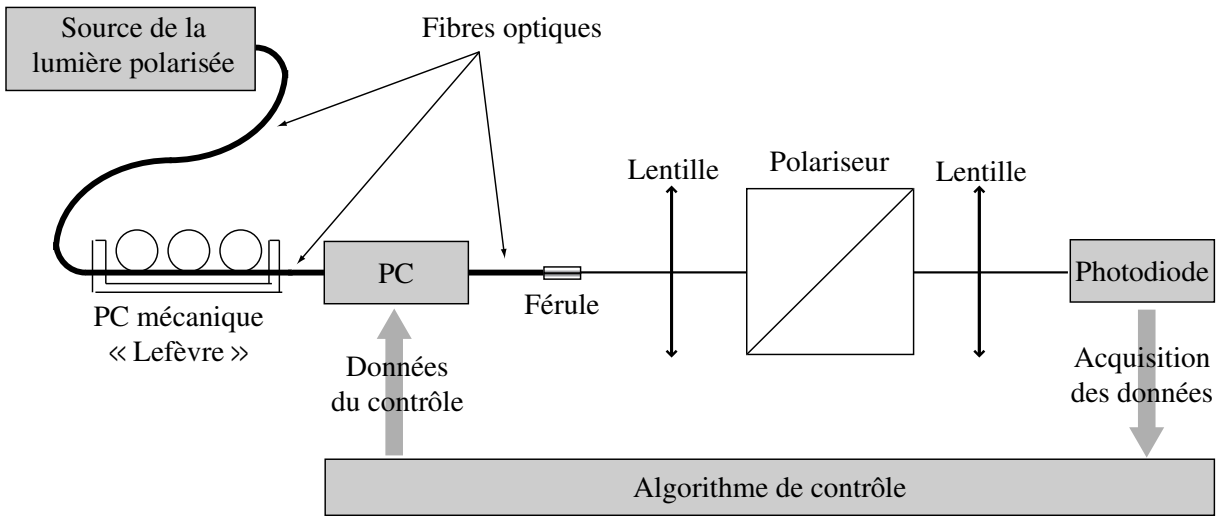 Source de la
lumière polarisée
Fibres optiques
Lentille
Polariseur
Lentille
PC
Férule
Photodiode
PC mécanique
« Lefèvre »
Données
du contrôle
Acquisition
des données
Algorithme de contrôle